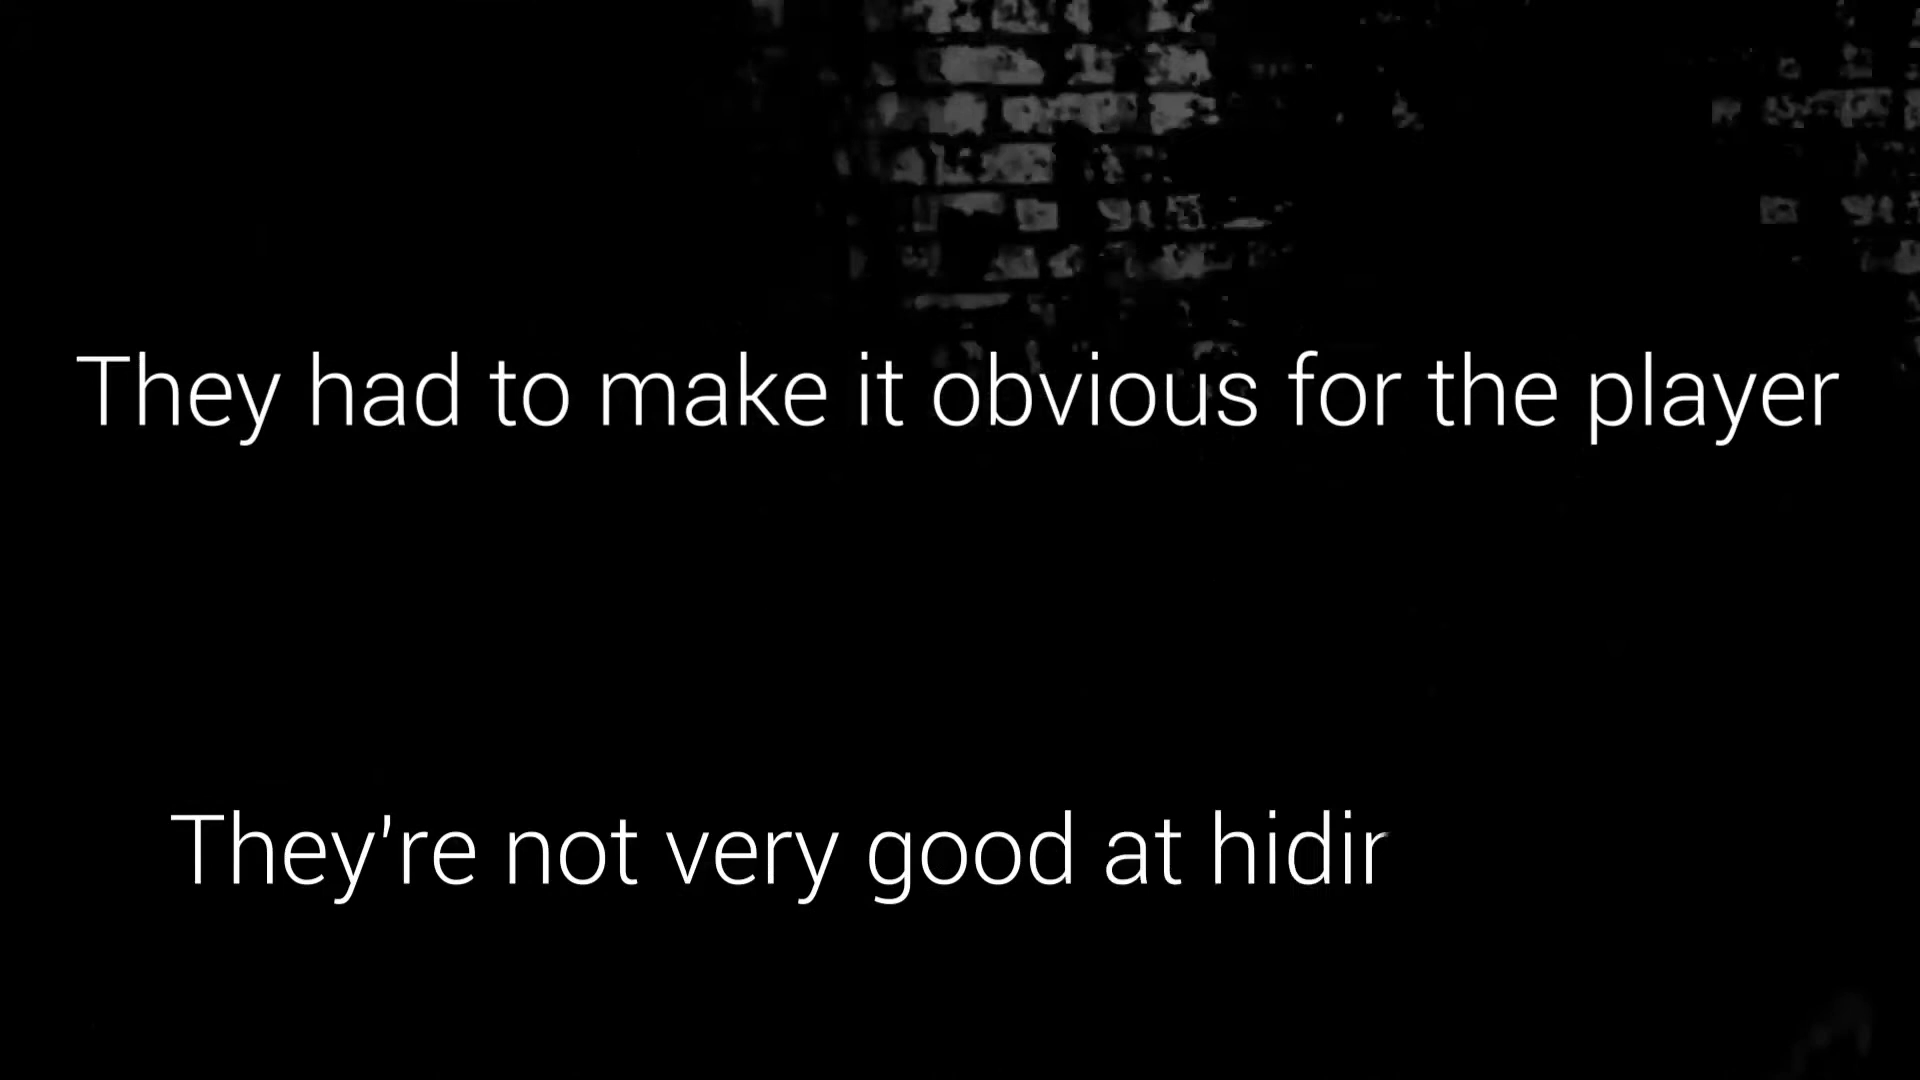 They had to make it obvious for the player
They're not very good at hidir